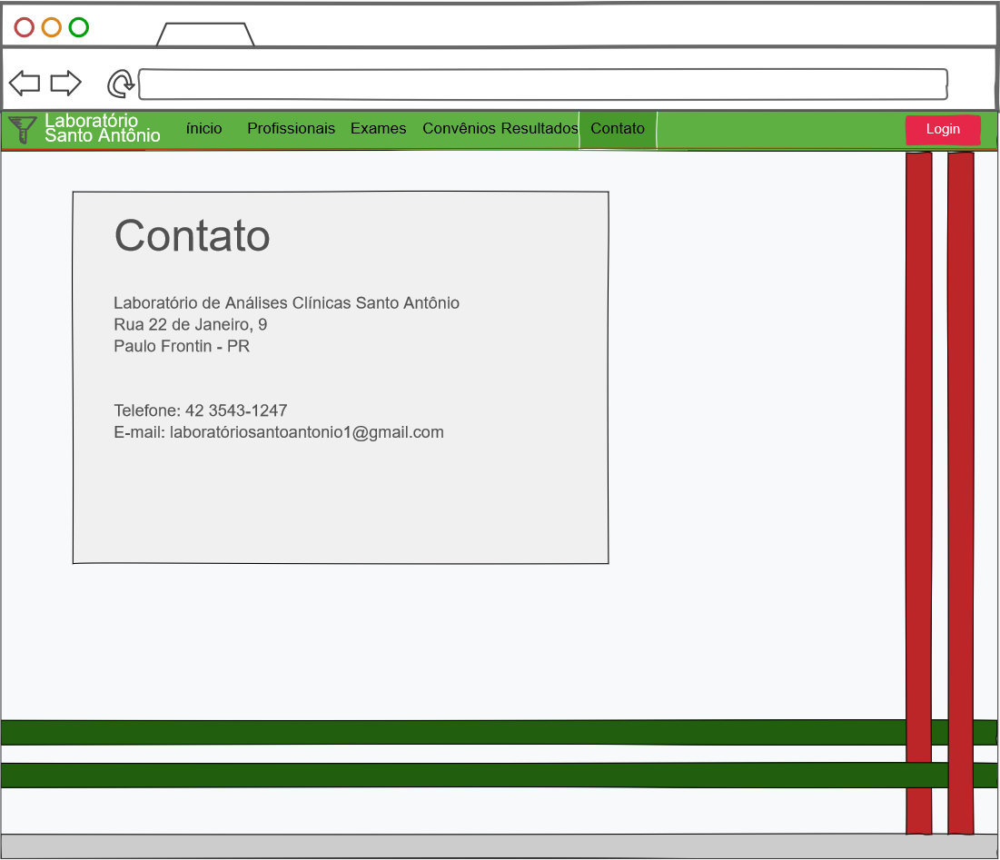 Laboratório
Santo Antônio
ínicio Profissionais Exames Convênios Resultados Contato Login
Contato
Laboratório de Análises Clínicas Santo Antônio
Rua 22 de Janeiro, 9
Paulo Frontin - PR
Telefone: 42 3543-1247
E-mail: laboratóriosantoantonio1@gmail.com